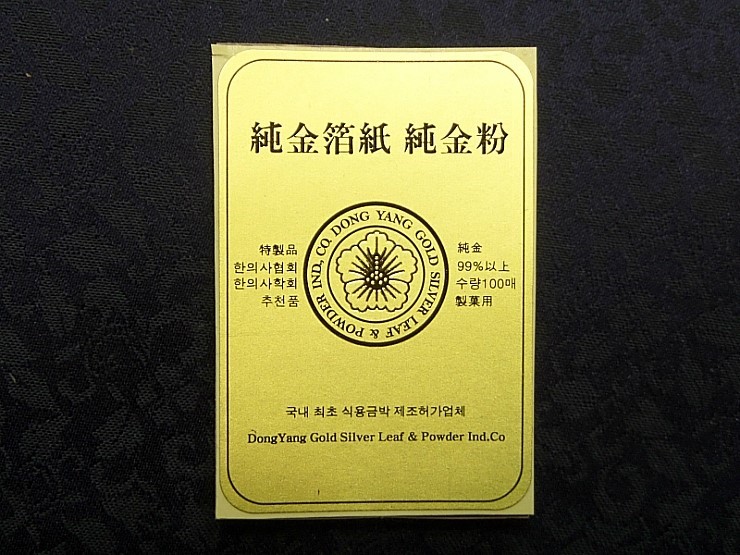 純金箔紙 純金粉
特製品
한의사협회
한의사학회
추천품
DONG YANG GOLD SILVER LEAF & POWDER IND., CO.
純金
99%以上
수량100매
製菓用
국내 최초 식용금박 제조허가업체
DongYang Gold Silver Leaf & Powder Ind.Co